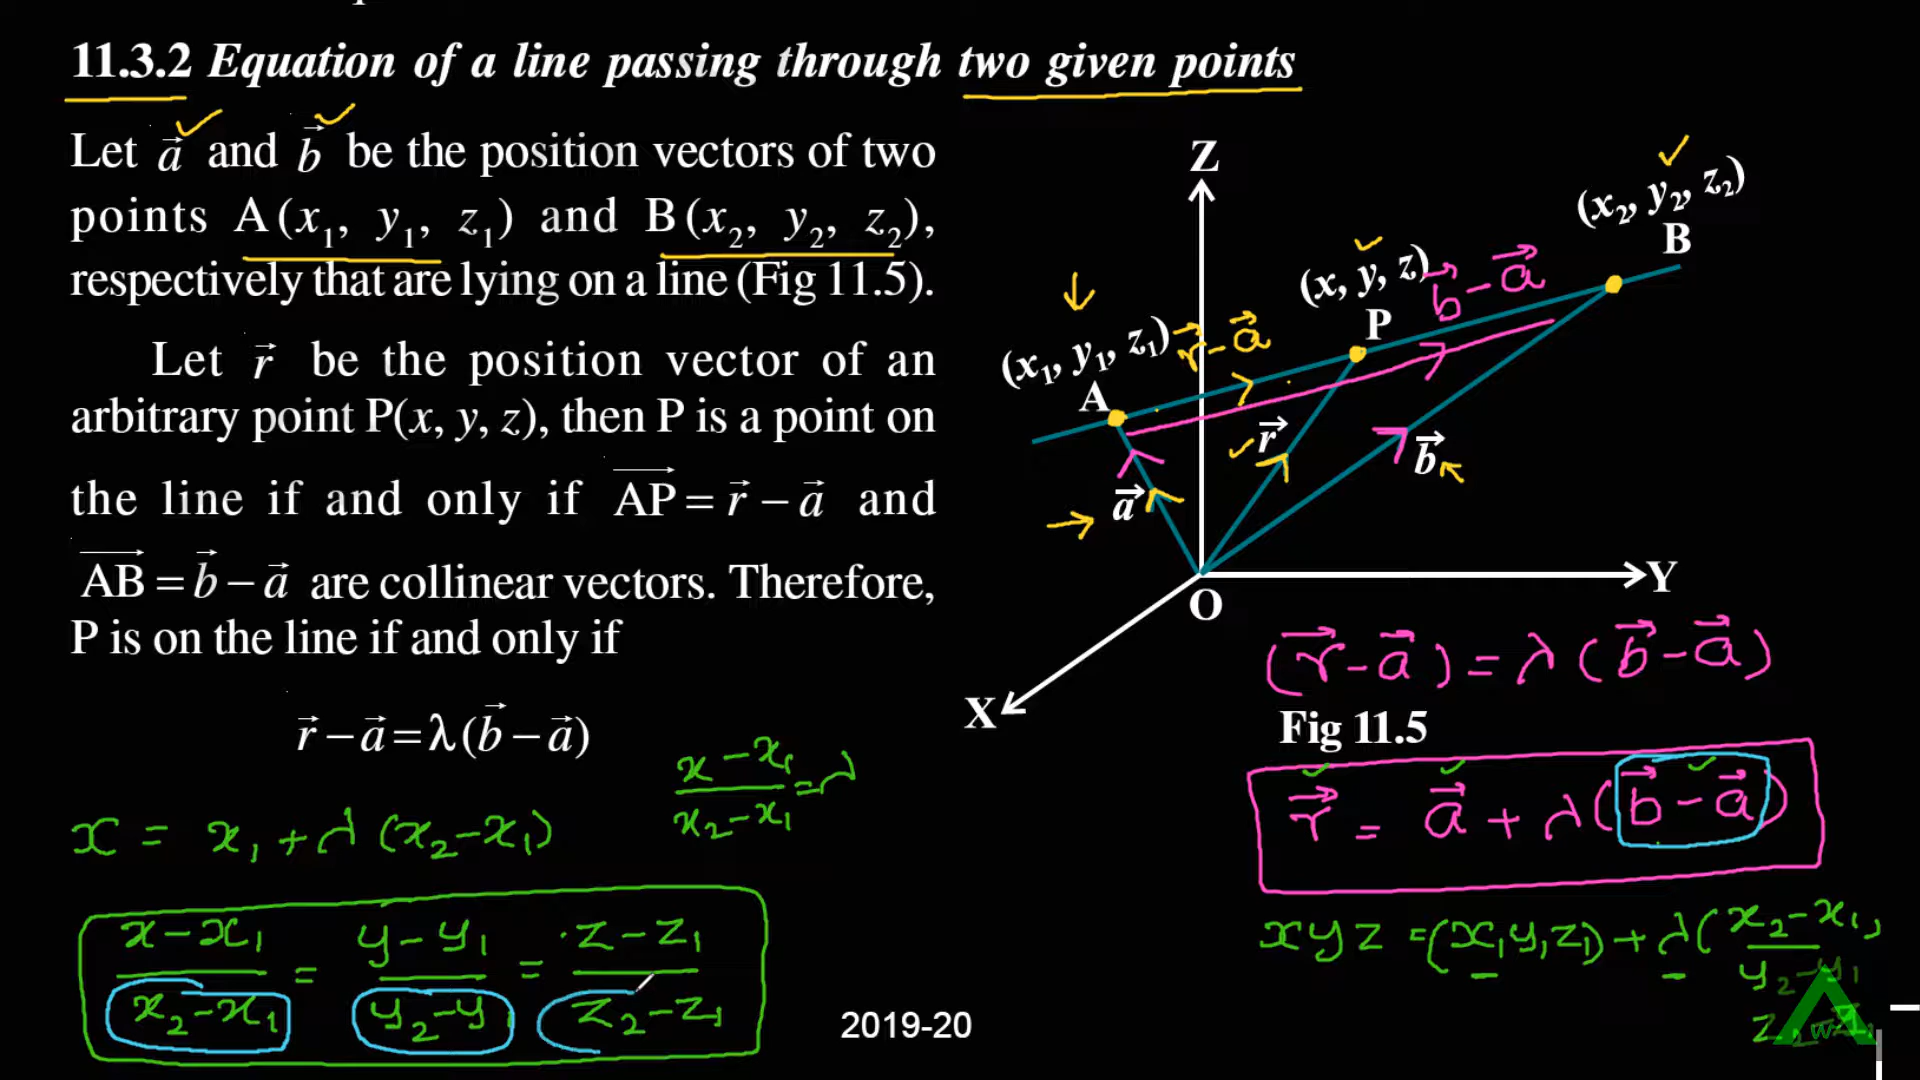 11.3.2 Equation of a line passing through two given points
Let a⃗ and b⃗ be the position vectors of two
points A(x₁, y₁, z₁) and B(x₂, y₂, z₂),
respectively that are lying on a line (Fig 11.5).
Let r⃗ be the position vector of an
arbitrary point P(x, y, z), then P is a point on
the line if and only if AP⃗ = r⃗ – a⃗ and
AB⃗ = b⃗ – a⃗ are collinear vectors. Therefore,
P is on the line if and only if
r⃗ – a⃗ = λ(b⃗ – a⃗)
(x - x₁)/(x₂ - x₁) = λ
x = x₁ + λ(x₂ - x₁)
(x - x₁)/(x₂ - x₁) = (y - y₁)/(y₂ - y₁) = (z - z₁)/(z₂ - z₁)
2019-20
Z
(x₂, y₂, z₂)
B
(x, y, z)
b⃗ - a⃗
P
(x₁, y₁, z₁)
r⃗ - a⃗
A
r⃗
b⃗
a⃗
Y
O
X
(r⃗ - a⃗) = λ(b⃗ - a⃗)
Fig 11.5
r⃗ = a⃗ + λ(b⃗ - a⃗)
x y z = (x₁ y₁ z₁) + λ(x₂ - x₁,
y₂ - y₁